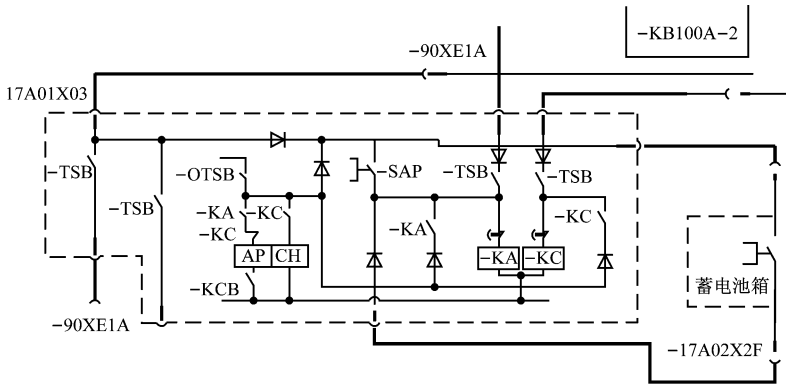 -KB100A-2
-90XE1A
17A01X03
-TSB
-OTSB
-SAP
-TSB
-TSB
-TSB
-KA
-KC
-KC
-KC
-KA
AP
CH
-KA
-KC
-KCB
蓄电池箱
-90XE1A
-17A02X2F